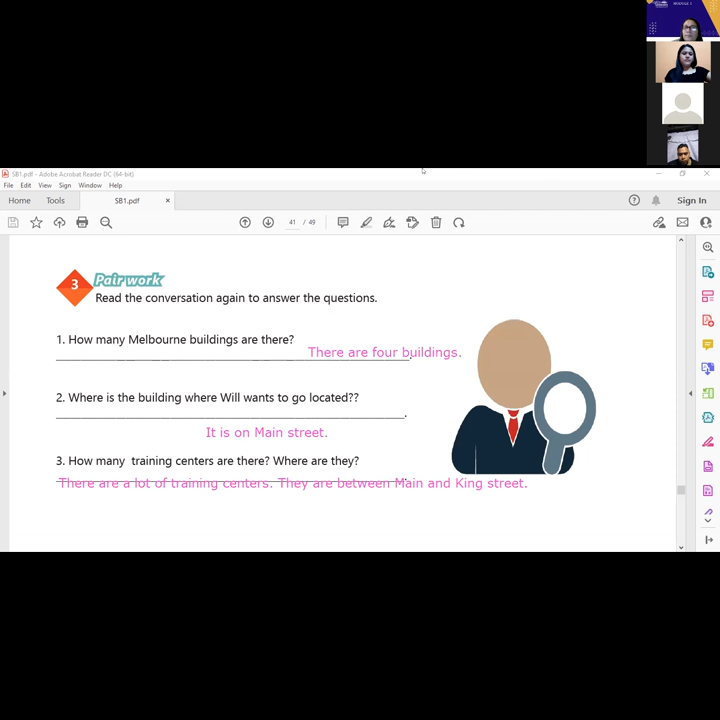 MODULE 1
SB1.pdf - Adobe Acrobat Reader DC (64-bit)
File Edit View Sign Window Help
Home Tools SB1.pdf × Sign In
41 / 49
3 Pair work
Read the conversation again to answer the questions.
1. How many Melbourne buildings are there?
There are four buildings.
2. Where is the building where Will wants to go located??
It is on Main street.
3. How many training centers are there? Where are they?
There are a lot of training centers. They are between Main and King street.